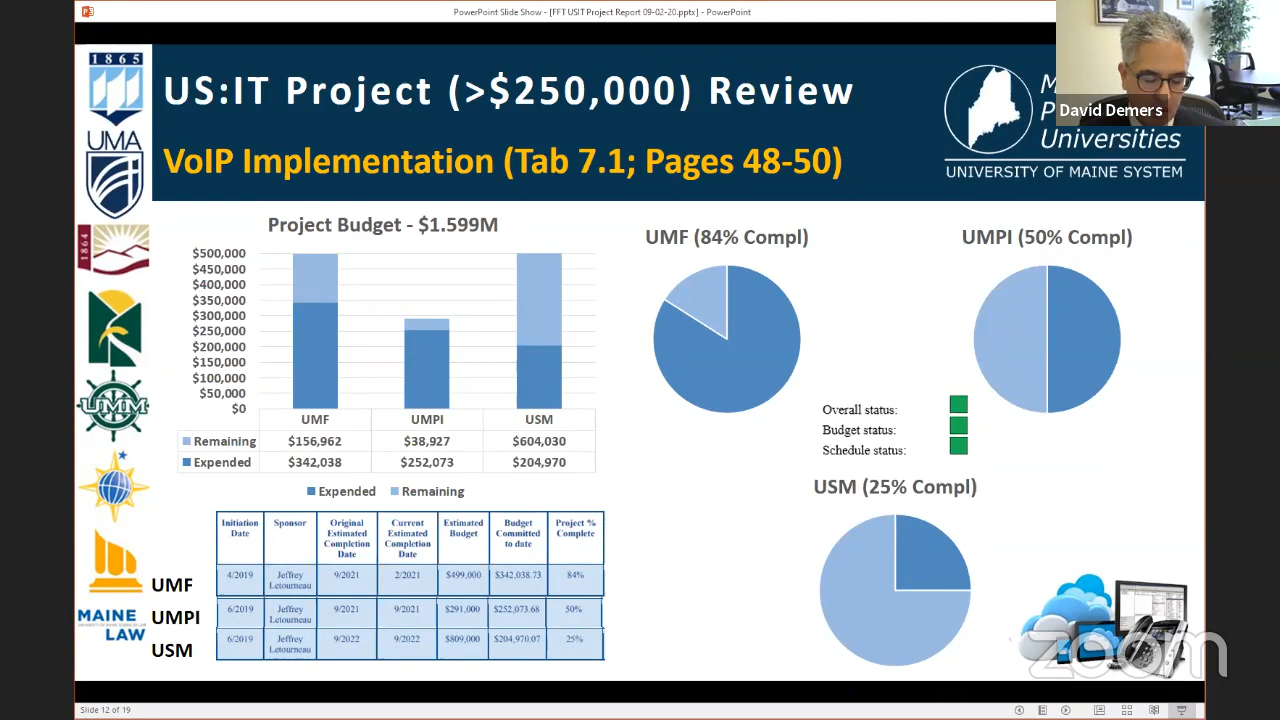 PowerPoint Slide Show - [FFT USIT Project Report 09-02-20.pptx] - PowerPoint
1865
US:IT Project (>$250,000) Review
VoIP Implementation (Tab 7.1; Pages 48-50)
M
P
Universities
UNIVERSITY OF MAINE SYSTEM
David Demers
UMA
1864
UMM
MAINE
LAW
Project Budget - $1.599M
$500,000
$450,000
$400,000
$350,000
$300,000
$250,000
$200,000
$150,000
$100,000
$50,000
$0
UMF UMPI USM
Remaining $156,962 $38,927 $604,030
Expended $342,038 $252,073 $204,970
Expended Remaining
Initiation Date Sponsor Original Estimated Completion Date Current Estimated Completion Date Estimated Budget Budget Committed to date Project % Complete
UMF 4/2019 Jeffrey Letourneau 9/2021 2/2021 $499,000 $342,038.73 84%
UMPI 6/2019 Jeffrey Letourneau 9/2021 9/2021 $291,000 $252,073.68 50%
USM 6/2019 Jeffrey Letourneau 9/2022 9/2022 $809,000 $204,970.07 25%
UMF (84% Compl)
UMPI (50% Compl)
Overall status:
Budget status:
Schedule status:
USM (25% Compl)
zoom
Slide 12 of 19